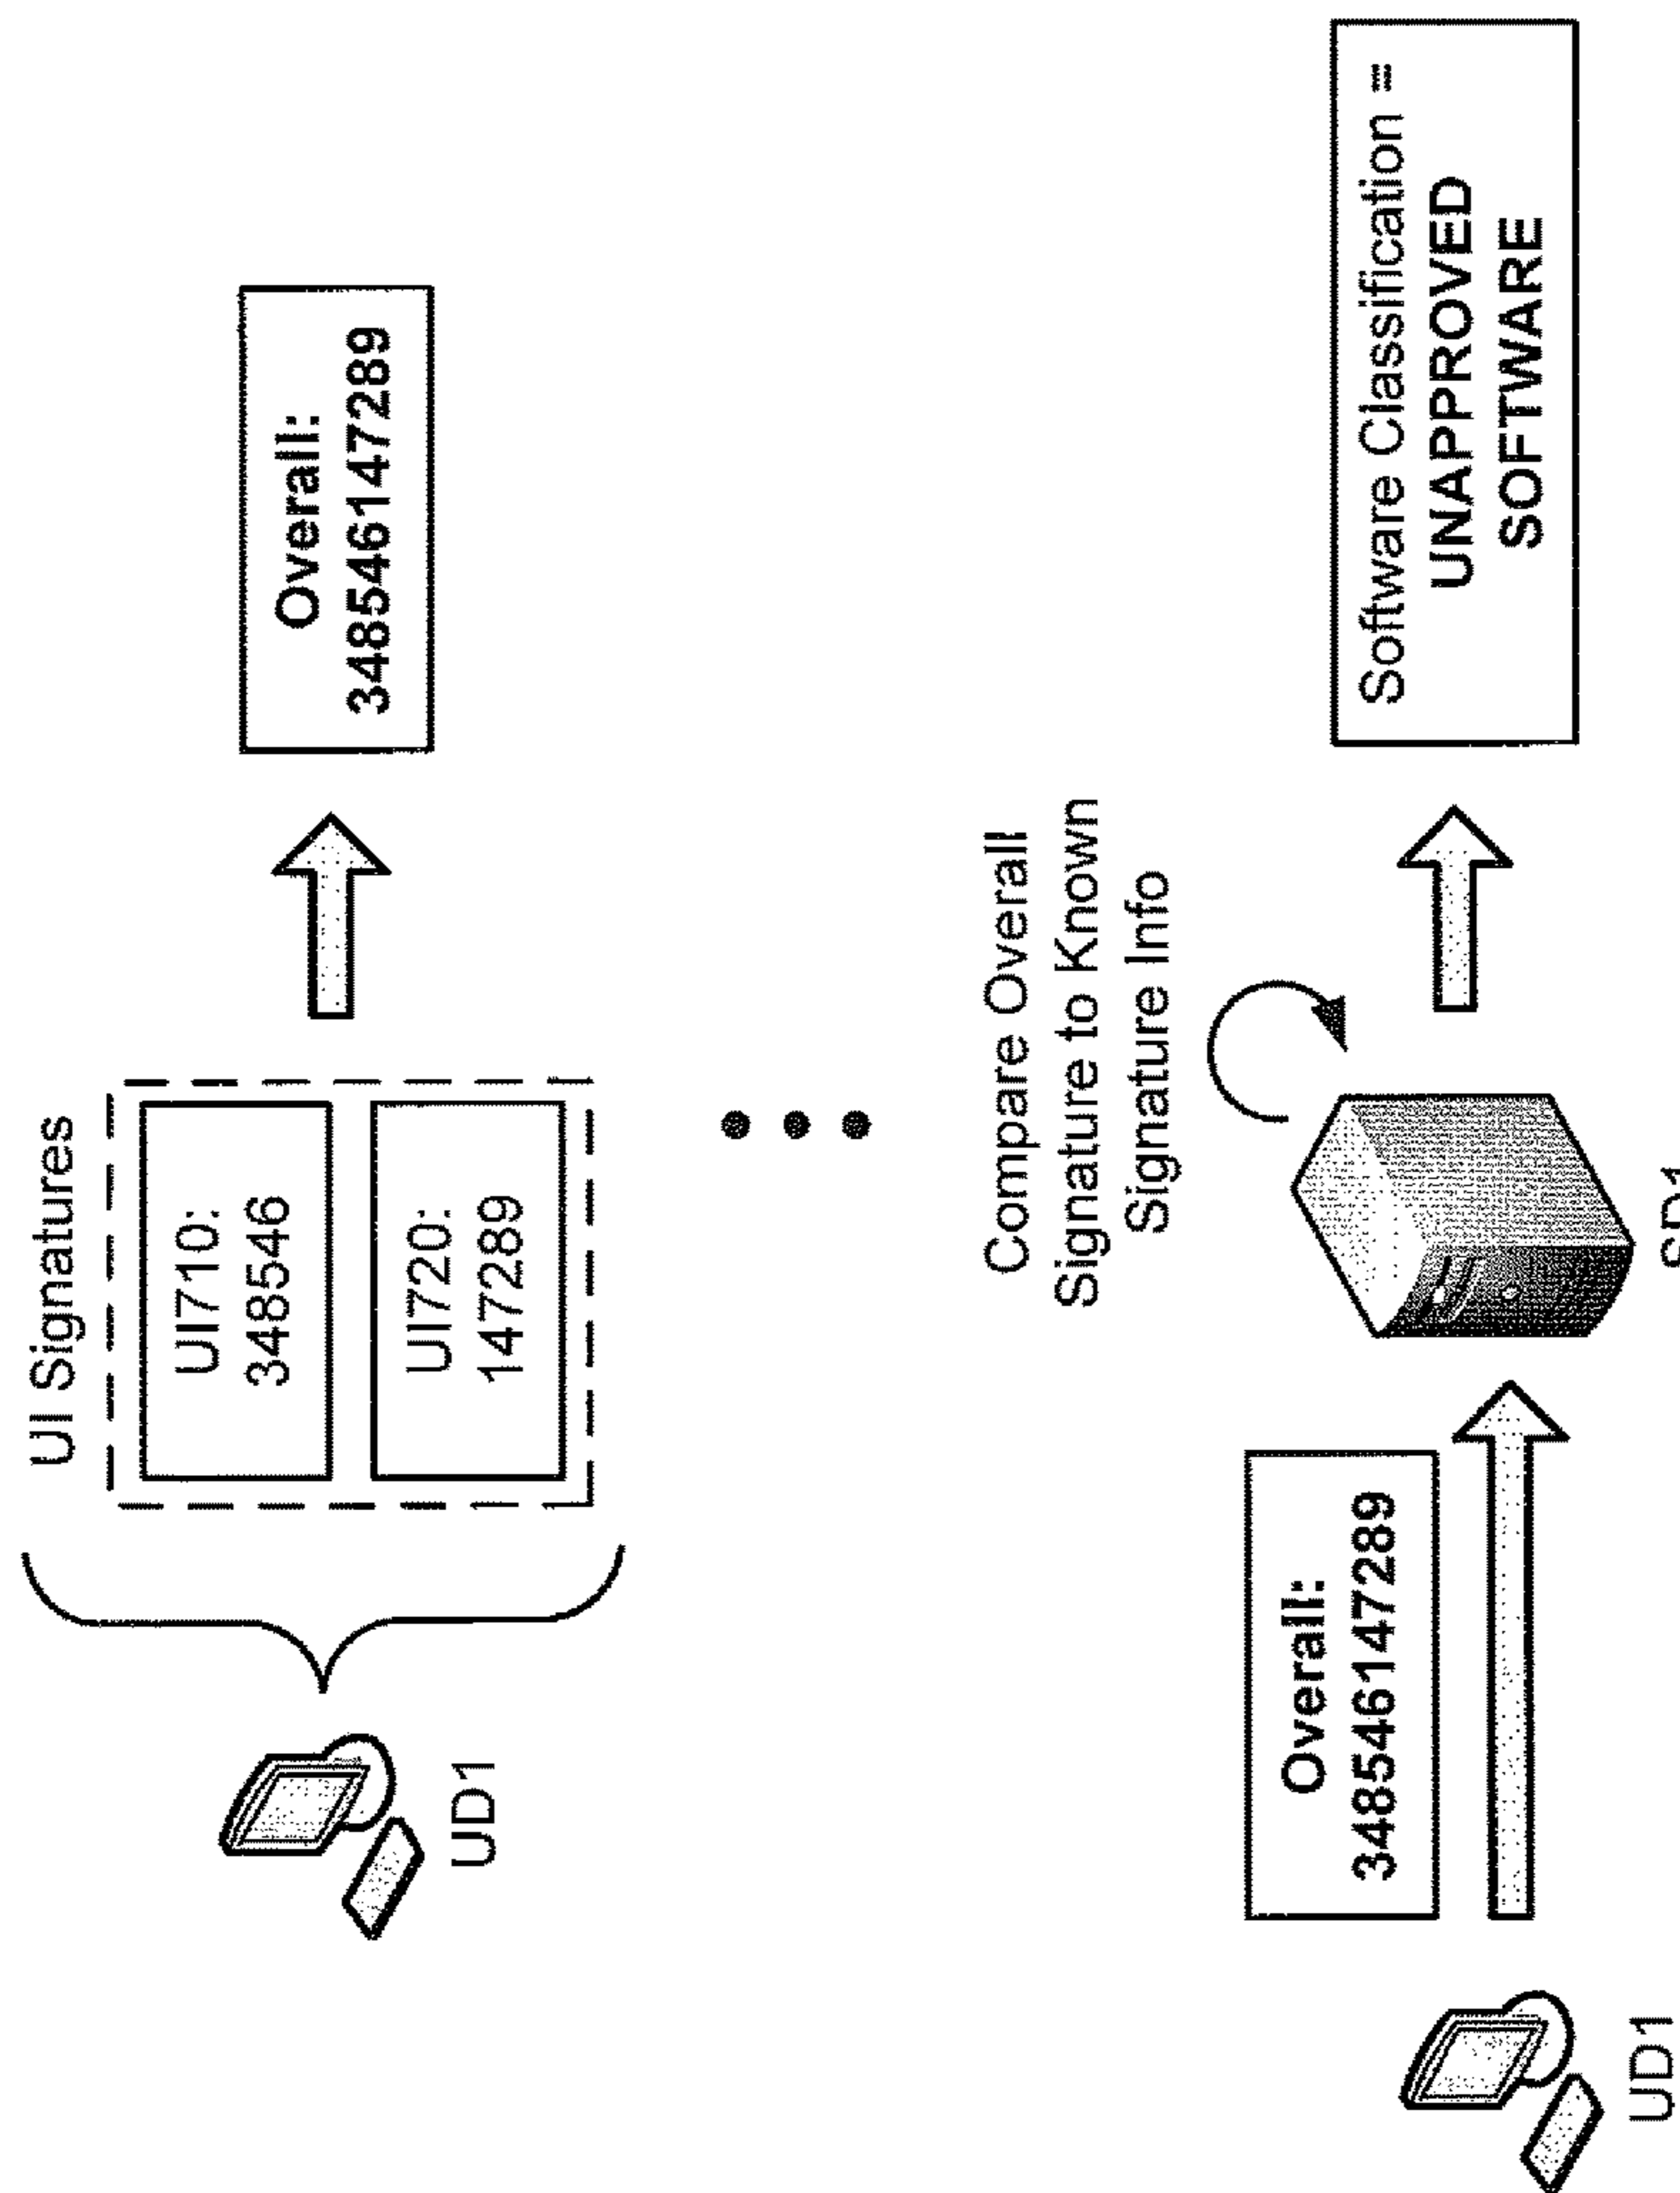 UI Signatures
UI710:
348546
UI720:
147289
UD1
Overall:
348546147289
Compare Overall
Signature to Known
Signature Info
Overall:
348546147289
UD1
SD1
Software Classification =
UNAPPROVED
SOFTWARE